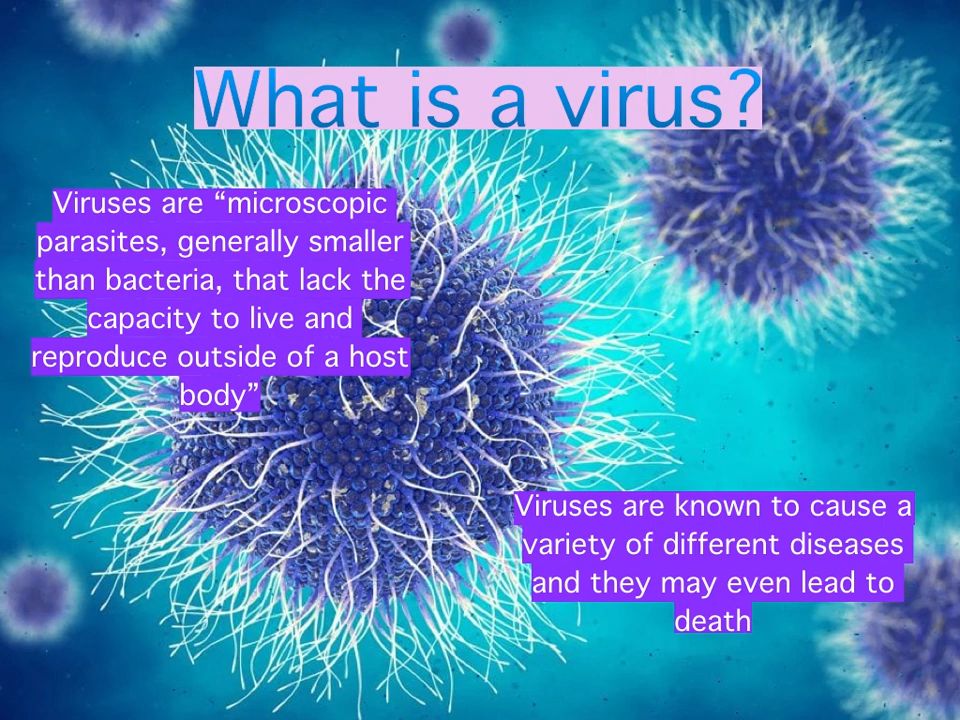 What is a virus?
Viruses are “microscopic
parasites, generally smaller
than bacteria, that lack the
capacity to live and
reproduce outside of a host
body”
Viruses are known to cause a
variety of different diseases
and they may even lead to
death